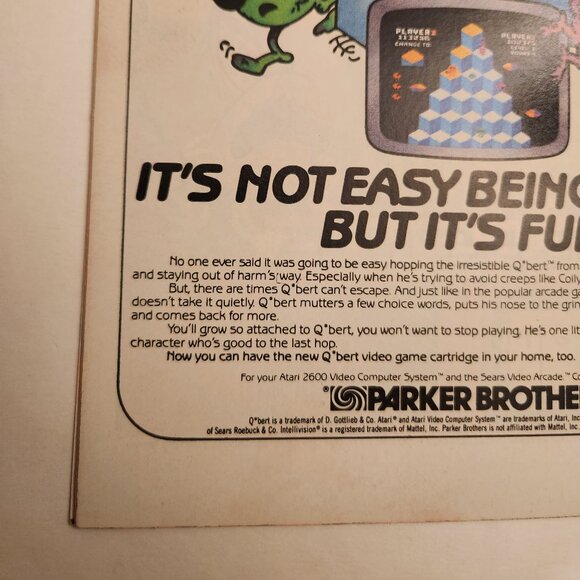 PLAYER
CHANGE TO:
IT'S NOT EASY BEING
BUT IT'S FU
No one ever said it was going to be easy hopping the irresistible Q*bert™ from
and staying out of harm's way. Especially when he's trying to avoid creeps like Coily
But, there are times Q*bert can't escape. And just like in the popular arcade ga
doesn't take it quietly. Q*bert mutters a few choice words, puts his nose to the grin
and comes back for more.
You'll grow so attached to Q*bert, you won't want to stop playing. He's one lit
character who's good to the last hop.
Now you can have the new Q*bert video game cartridge in your home, too.
For your Atari 2600 Video Computer System™ and the Sears Video Arcade™ Co
PARKER BROTHE
Q*bert is a trademark of D. Gottlieb & Co. Atari® and Atari Video Computer System™ are trademarks of Atari, Inc
of Sears Roebuck & Co. Intellivision® is a registered trademark of Mattel, Inc. Parker Brothers is not affiliated with Mattel, Inc.